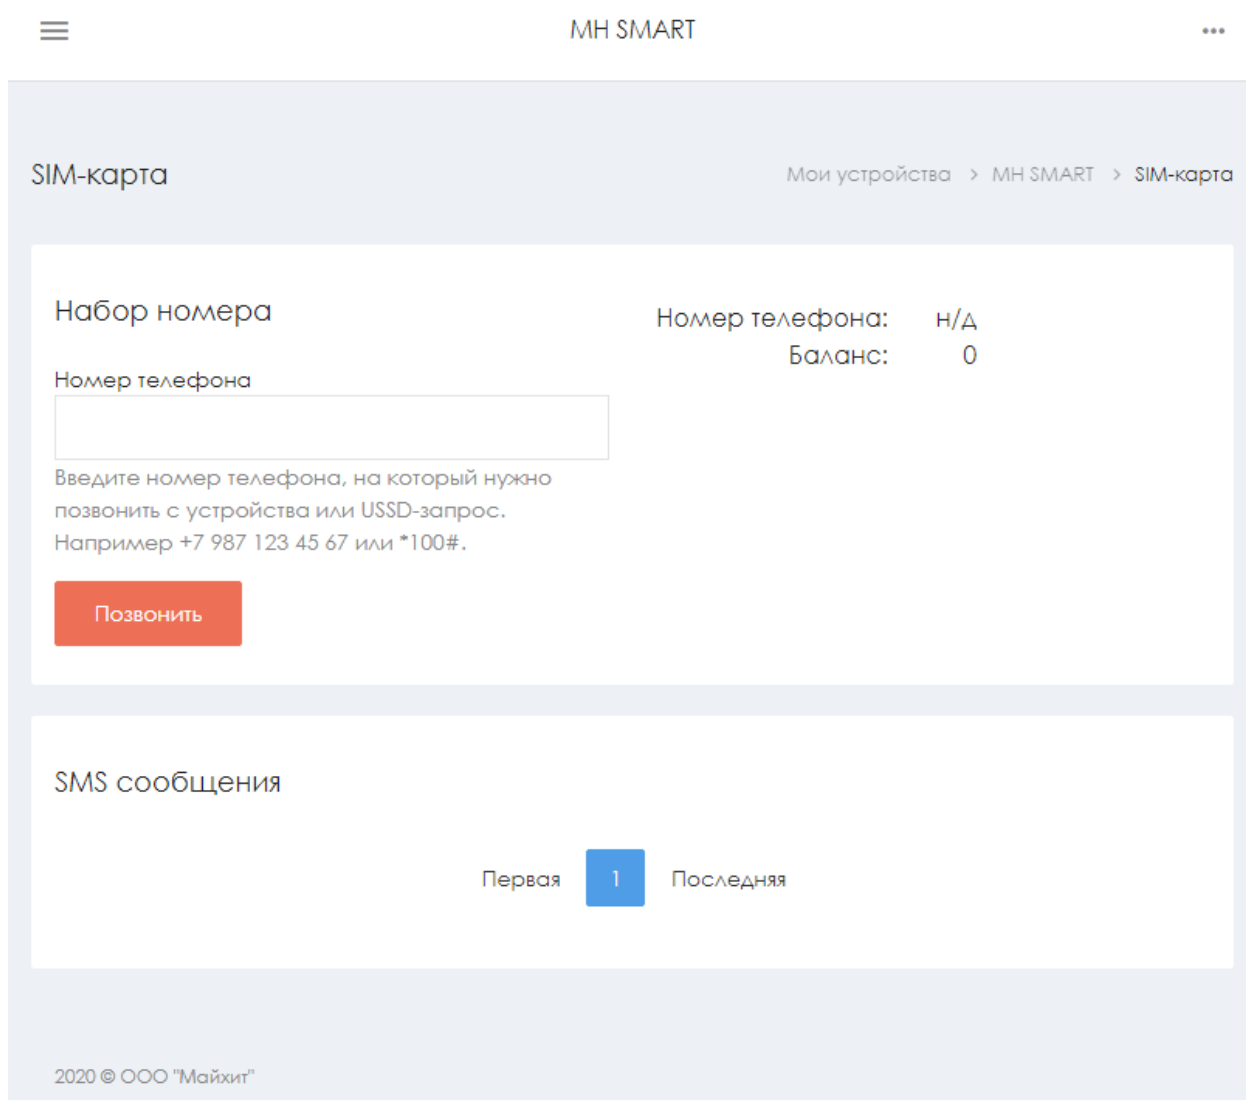 MH SMART
SIM-карта
Мои устройства > MH SMART > SIM-карта
Набор номера
Номер телефона: н/д
Баланс: 0
Номер телефона
Введите номер телефона, на который нужно
позвонить с устройства или USSD-запрос.
Например +7 987 123 45 67 или *100#.
Позвонить
SMS сообщения
Первая 1 Последняя
2020 © ООО "Майхит"